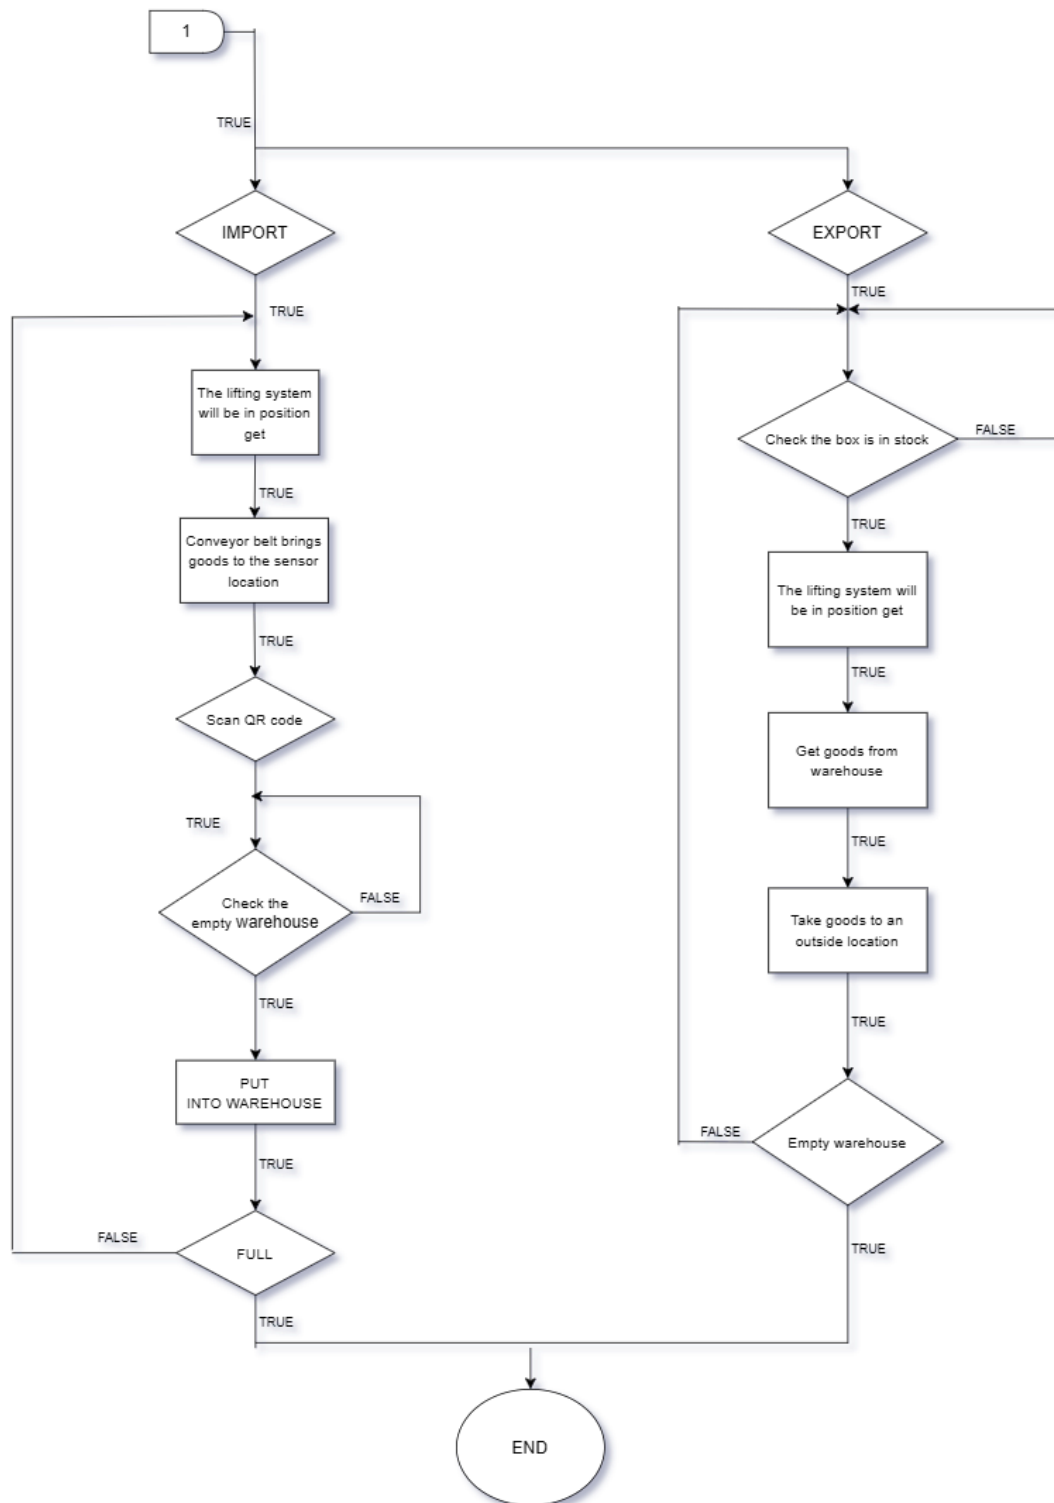 1
TRUE
IMPORT
EXPORT
TRUE
TRUE
The lifting system
will be in position
get
Check the box is in stock
FALSE
TRUE
Conveyor belt brings
goods to the sensor
location
TRUE
The lifting system will
be in position get
TRUE
TRUE
Scan QR code
Get goods from
warehouse
TRUE
TRUE
Check the
empty warehouse
FALSE
Take goods to an
outside location
TRUE
TRUE
PUT
INTO WAREHOUSE
FALSE
Empty warehouse
TRUE
FALSE
FULL
TRUE
TRUE
END